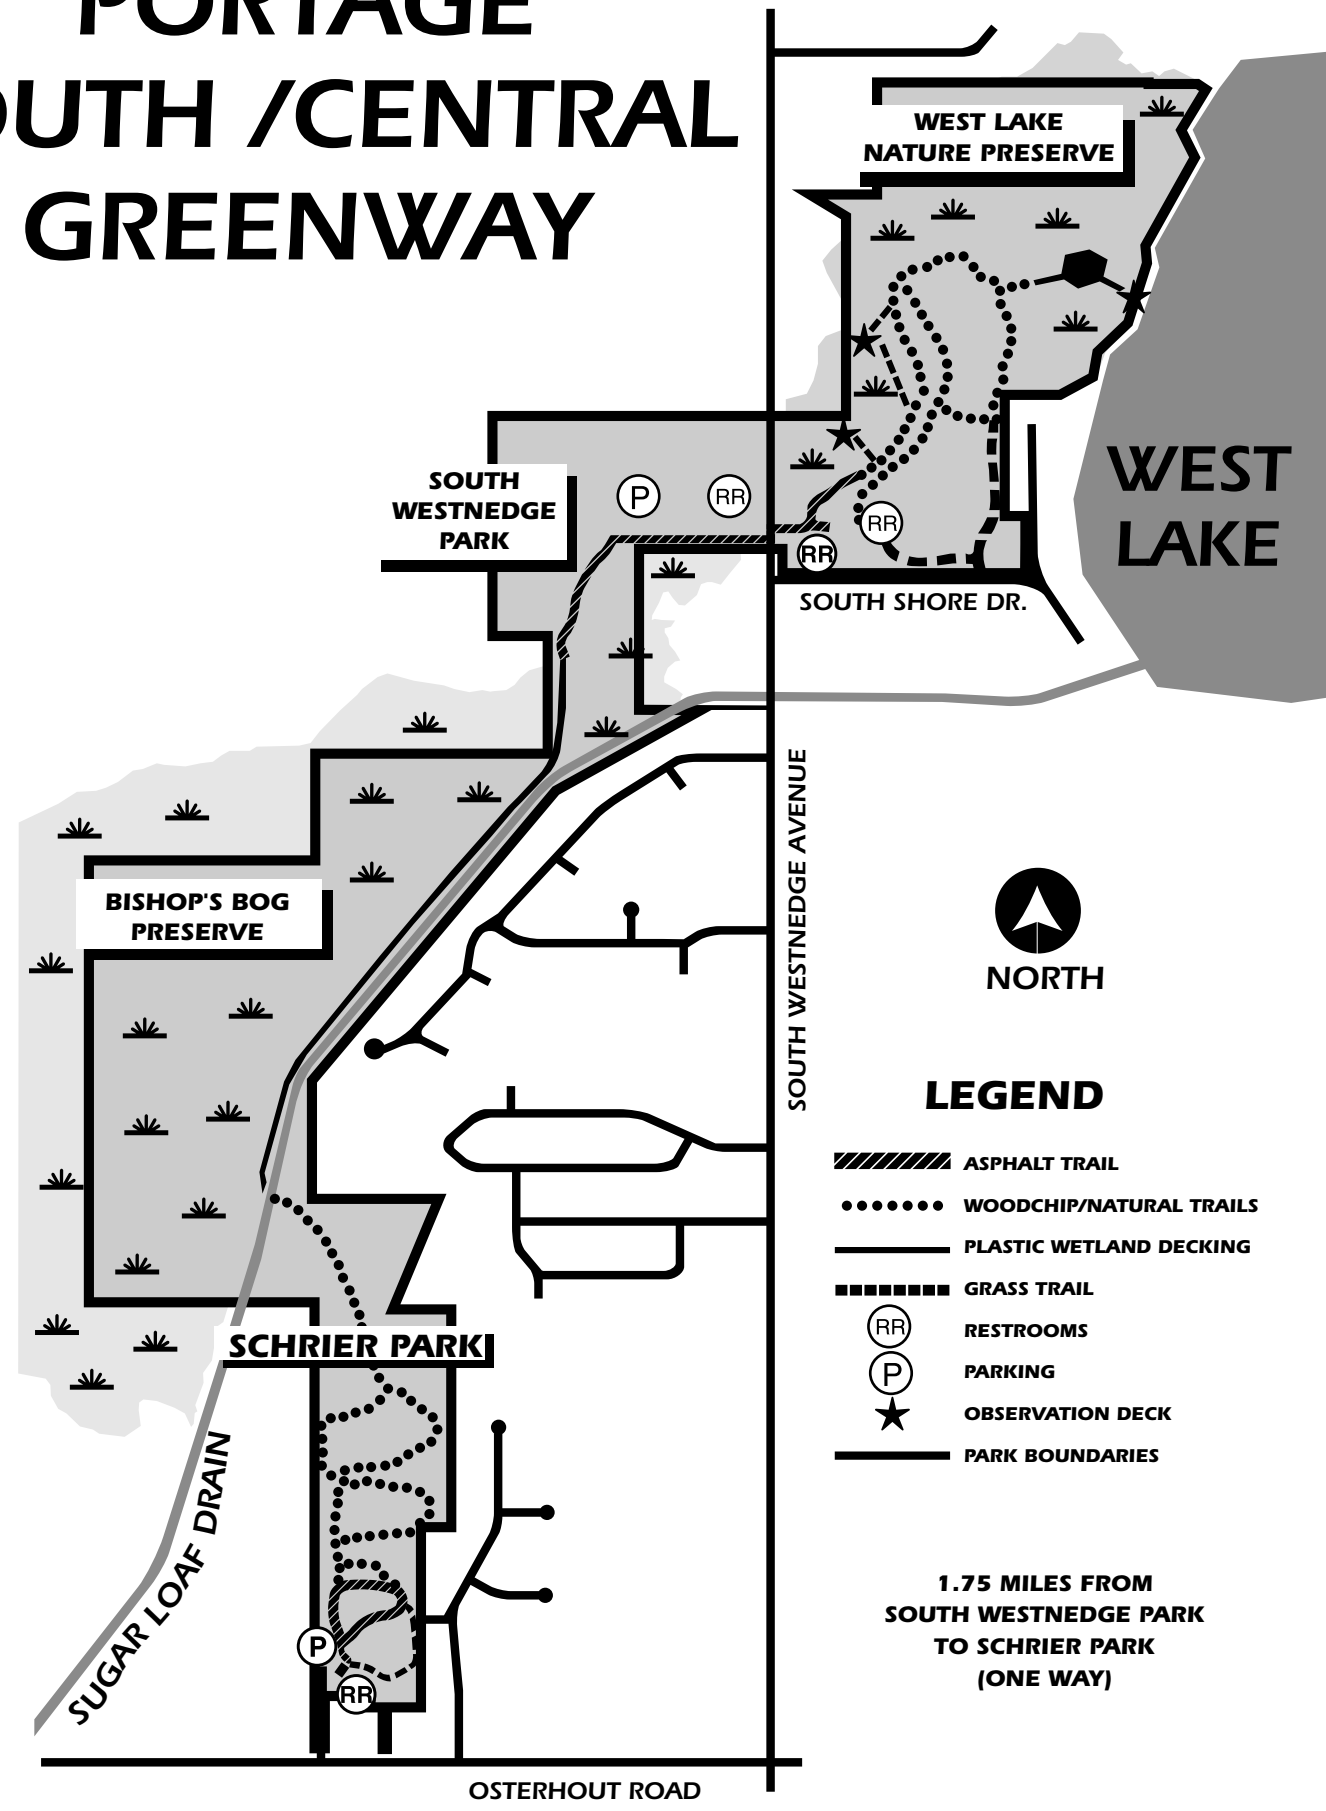 PORTAGE
OUTH /CENTRAL
GREENWAY
WEST LAKE
NATURE PRESERVE
WEST
LAKE
SOUTH
WESTNEDGE
PARK
P
RR
RR
RR
SOUTH SHORE DR.
SOUTH WESTNEDGE AVENUE
BISHOP'S BOG
PRESERVE
NORTH
LEGEND
ASPHALT TRAIL
WOODCHIP/NATURAL TRAILS
PLASTIC WETLAND DECKING
GRASS TRAIL
RR RESTROOMS
P PARKING
OBSERVATION DECK
PARK BOUNDARIES
SCHRIER PARK
SUGAR LOAF DRAIN
P
RR
1.75 MILES FROM
SOUTH WESTNEDGE PARK
TO SCHRIER PARK
(ONE WAY)
OSTERHOUT ROAD